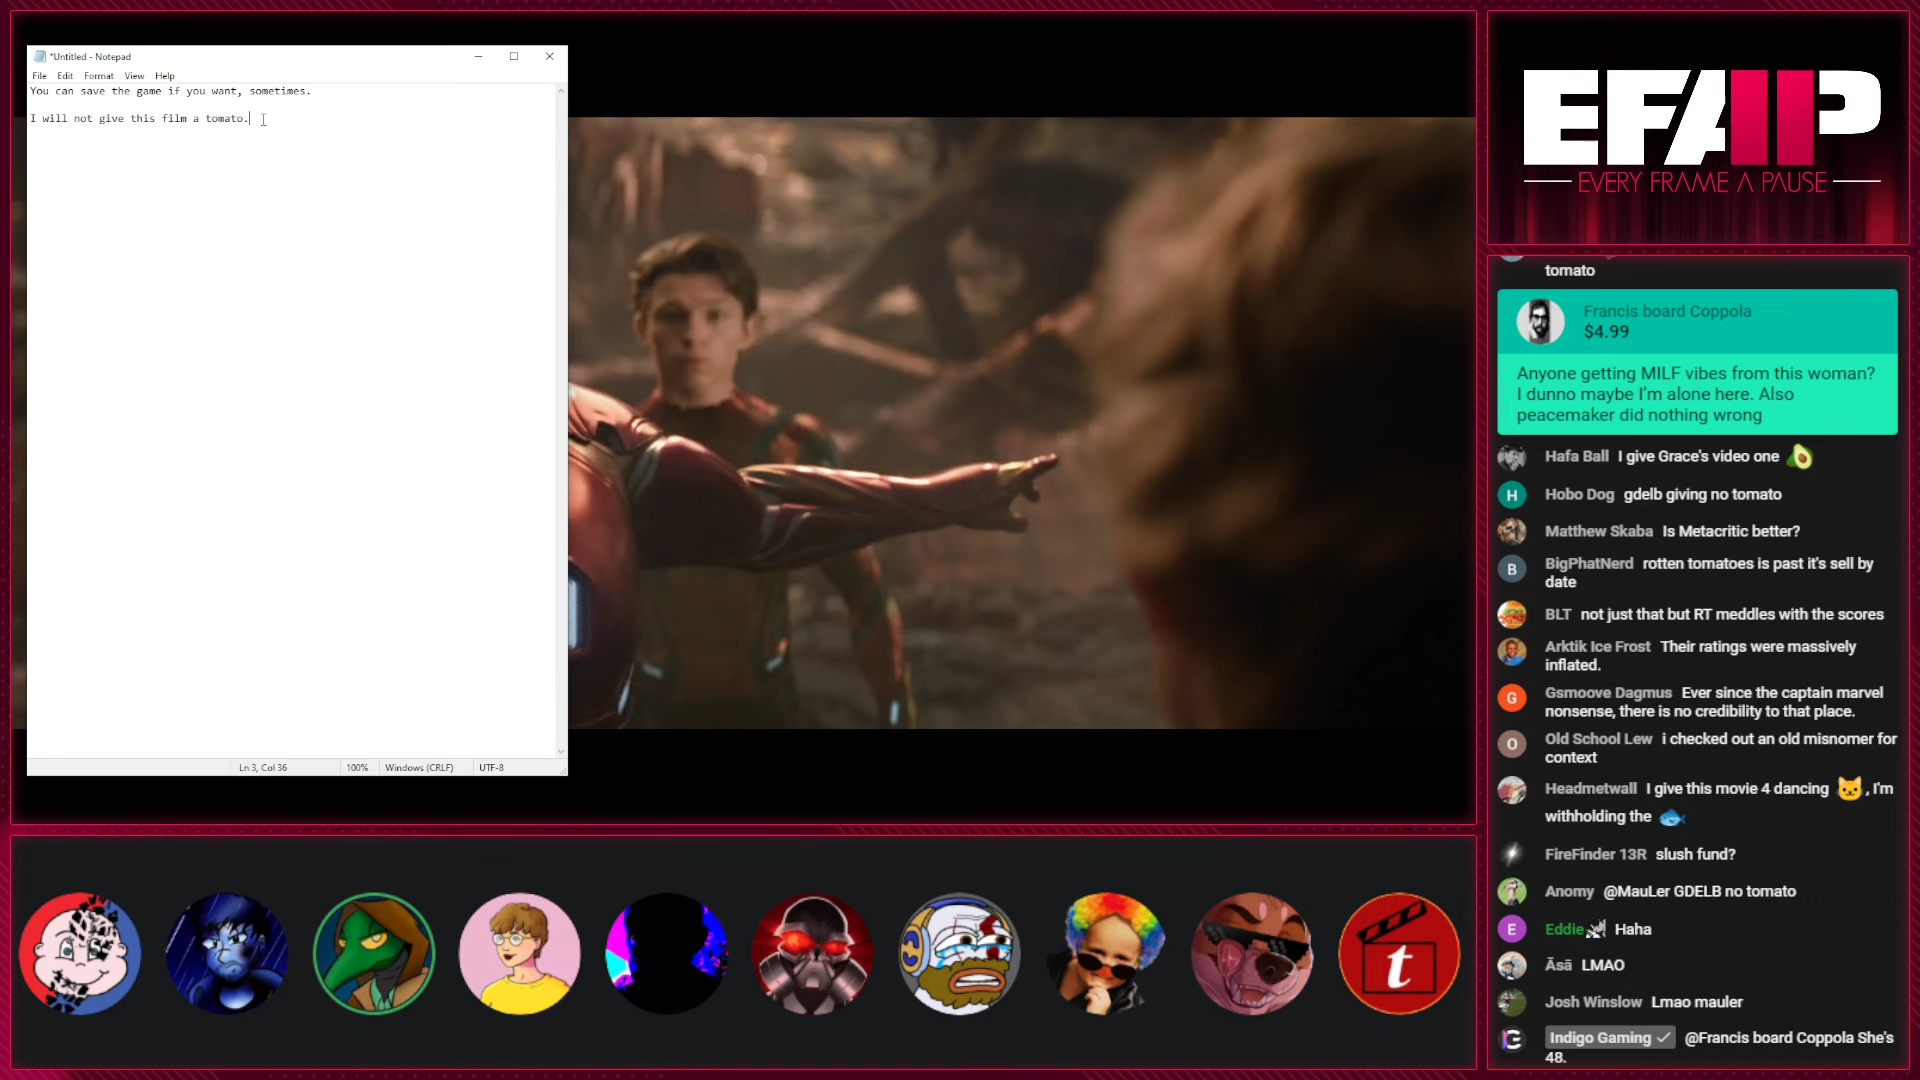 *Untitled - Notepad
File Edit Format View Help
You can save the game if you want, sometimes.
I will not give this film a tomato.
Ln 3, Col 36 100% Windows (CRLF) UTF-8
EFAP
EVERY FRAME A PAUSE
tomato
Francis board Coppola
$4.99
Anyone getting MILF vibes from this woman?
I dunno maybe I'm alone here. Also
peacemaker did nothing wrong
Hafa Ball I give Grace's video one 🥑
H Hobo Dog gdelb giving no tomato
Matthew Skaba Is Metacritic better?
B BigPhatNerd rotten tomatoes is past it's sell by
date
BLT not just that but RT meddles with the scores
Arktik Ice Frost Their ratings were massively
inflated.
G Gsmoove Dagmus Ever since the captain marvel
nonsense, there is no credibility to that place.
O Old School Lew i checked out an old misnomer for
context
Headmetwall I give this movie 4 dancing 🐱, I'm
withholding the 🐟
FireFinder 13R slush fund?
Anomy @MauLer GDELB no tomato
E Eddie Haha
Āsā LMAO
Josh Winslow Lmao mauler
Indigo Gaming ✓ @Francis board Coppola She's
48.
t